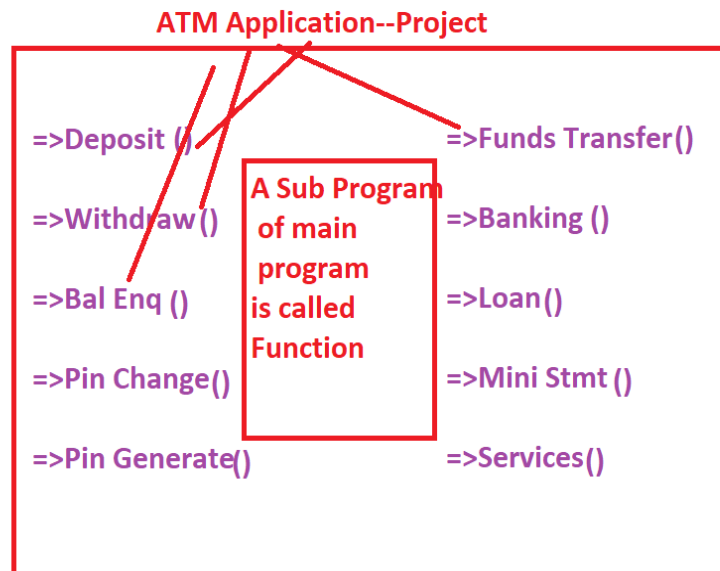 ATM Application--Project
=>Deposit ()
=>Withdraw()
=>Bal Enq ()
=>Pin Change()
=>Pin Generate()
A Sub Program
of main
program
is called
Function
=>Funds Transfer()
=>Banking ()
=>Loan()
=>Mini Stmt ()
=>Services()